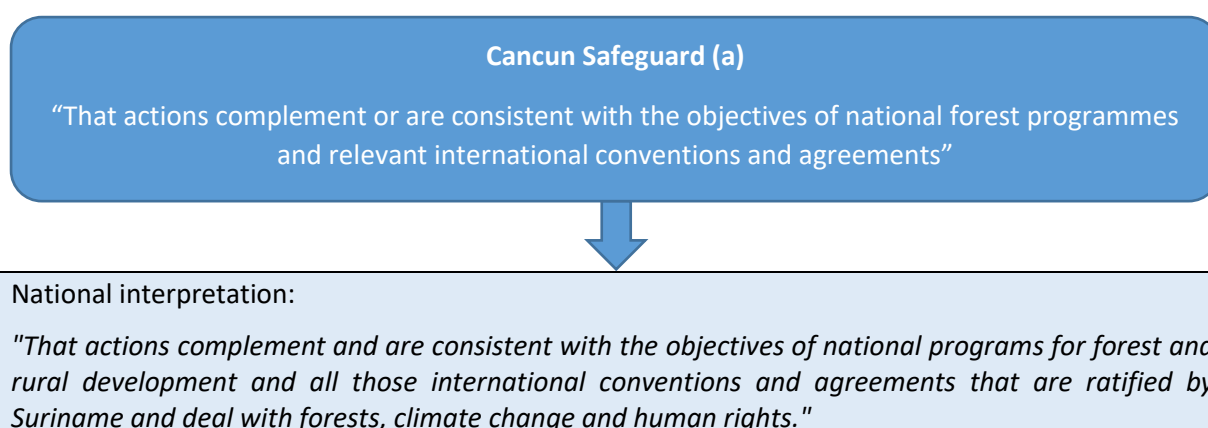 Cancun Safeguard (a)
“That actions complement or are consistent with the objectives of national forest programmes
and relevant international conventions and agreements”
National interpretation:
"That actions complement and are consistent with the objectives of national programs for forest and
rural development and all those international conventions and agreements that are ratified by
Suriname and deal with forests, climate change and human rights."